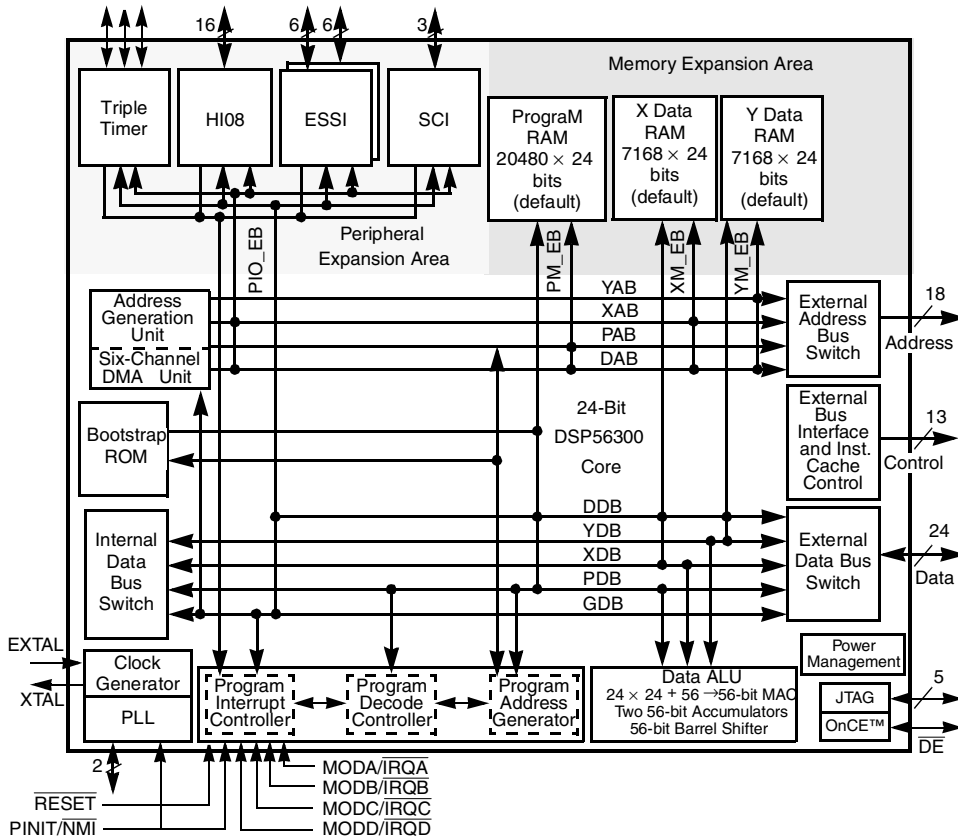 16
6
6
3
Memory Expansion Area
Triple
Timer
HI08
ESSI
SCI
PrograM
RAM
20480 × 24
bits
(default)
X Data
RAM
7168 × 24
bits
(default)
Y Data
RAM
7168 × 24
bits
(default)
Peripheral
Expansion Area
PIO_EB
PM_EB
XM_EB
YM_EB
Address
Generation
Unit
Six-Channel
DMA Unit
YAB
XAB
PAB
DAB
External
Address
Bus
Switch
18
Address
Bootstrap
ROM
24-Bit
DSP56300
Core
External
Bus
Interface
and Inst.
Cache
Control
13
Control
Internal
Data
Bus
Switch
DDB
YDB
XDB
PDB
GDB
External
Data Bus
Switch
24
Data
EXTAL
XTAL
Clock
Generator
PLL
2
Program
Interrupt
Controller
Program
Decode
Controller
Program
Address
Generator
Data ALU
24 × 24 + 56 →56-bit MAC
Two 56-bit Accumulators
56-bit Barrel Shifter
Power
Management
JTAG
OnCE™
5
DE
RESET
PINIT/NMI
MODA/IRQA
MODB/IRQB
MODC/IRQC
MODD/IRQD